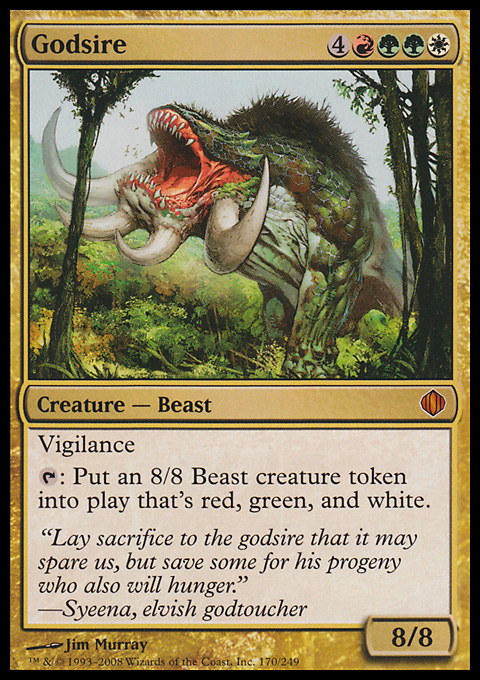 Godsire 4
Creature — Beast
Vigilance
: Put an 8/8 Beast creature token
into play that's red, green, and white.
"Lay sacrifice to the godsire that it may
spare us, but save some for his progeny
who also will hunger."
—Syeena, elvish godtoucher
Jim Murray
8/8
™ & © 1993–2008 Wizards of the Coast, Inc. 170/249